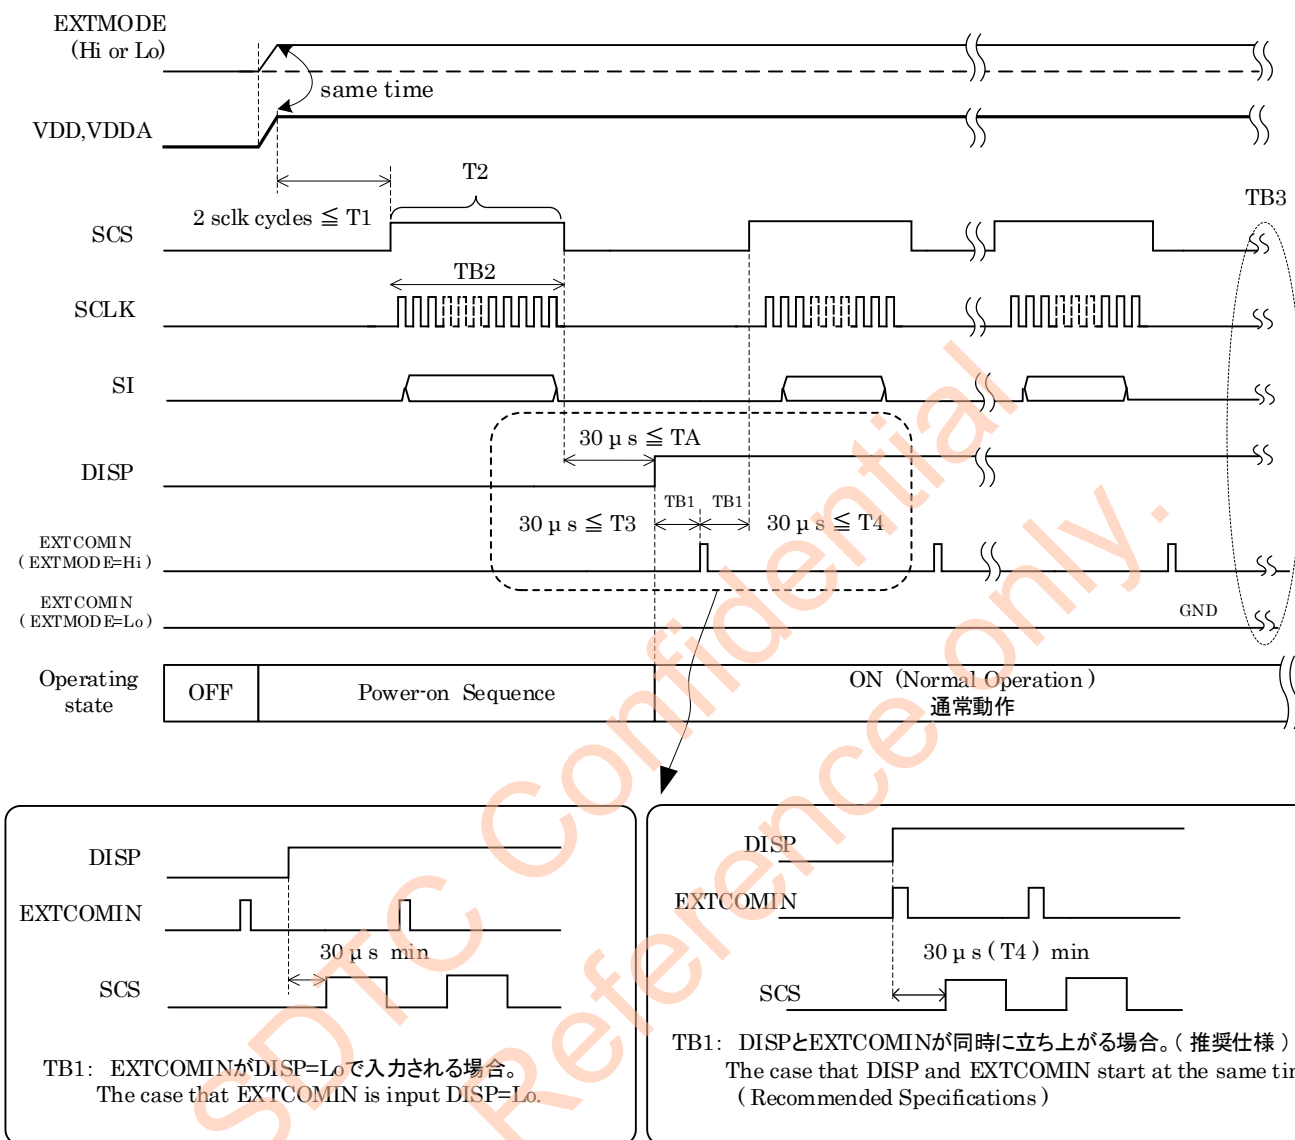 EXTMODE
(Hi or Lo)
same time
VDD,VDDA
T2
TB3
2 sclk cycles ≦ T1
SCS
TB2
SCLK
SI
30 μ s ≦ TA
DISP
TB1
TB1
30 μ s ≦ T3
30 μ s ≦ T4
EXTCOMIN
( EXTMODE=Hi )
EXTCOMIN
( EXTMODE=Lo )
GND
Operating
state
OFF
Power-on Sequence
ON (Normal Operation )
通常動作
DISP
EXTCOMIN
30 μ s min
SCS
TB1: EXTCOMINがDISP=Loで入力される場合。
The case that EXTCOMIN is input DISP=Lo.
DISP
EXTCOMIN
30 μ s ( T4 ) min
SCS
TB1: DISPとEXTCOMINが同時に立ち上がる場合。( 推奨仕様 )
The case that DISP and EXTCOMIN start at the same tim
( Recommended Specifications )
SDTC Confidential
Reference only.